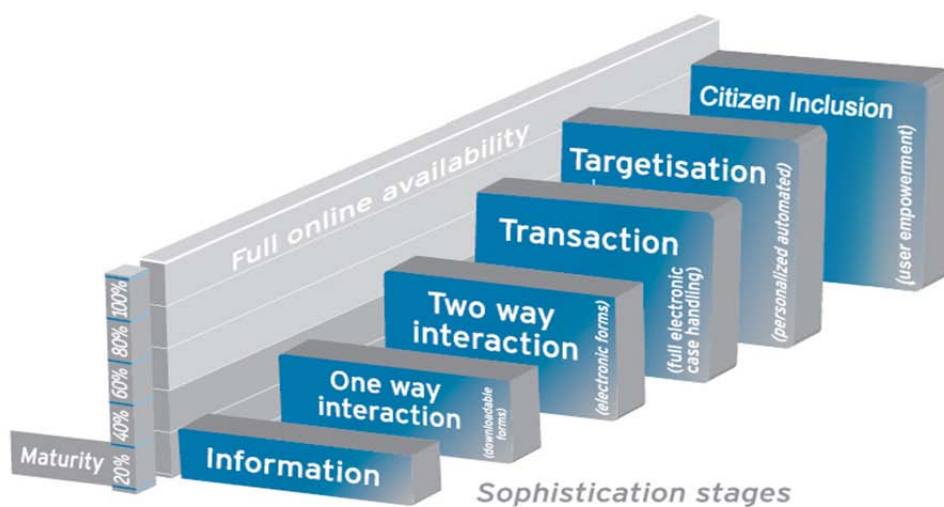 Citizen Inclusion
(user empowerment)
Targetisation
(personalized automated)
Full online availability
Transaction
(full electronic
case handling)
Two way
interaction
(electronic forms)
One way
interaction
(downloadable
forms)
Information
100%
80%
60%
40%
20%
Maturity
Sophistication stages